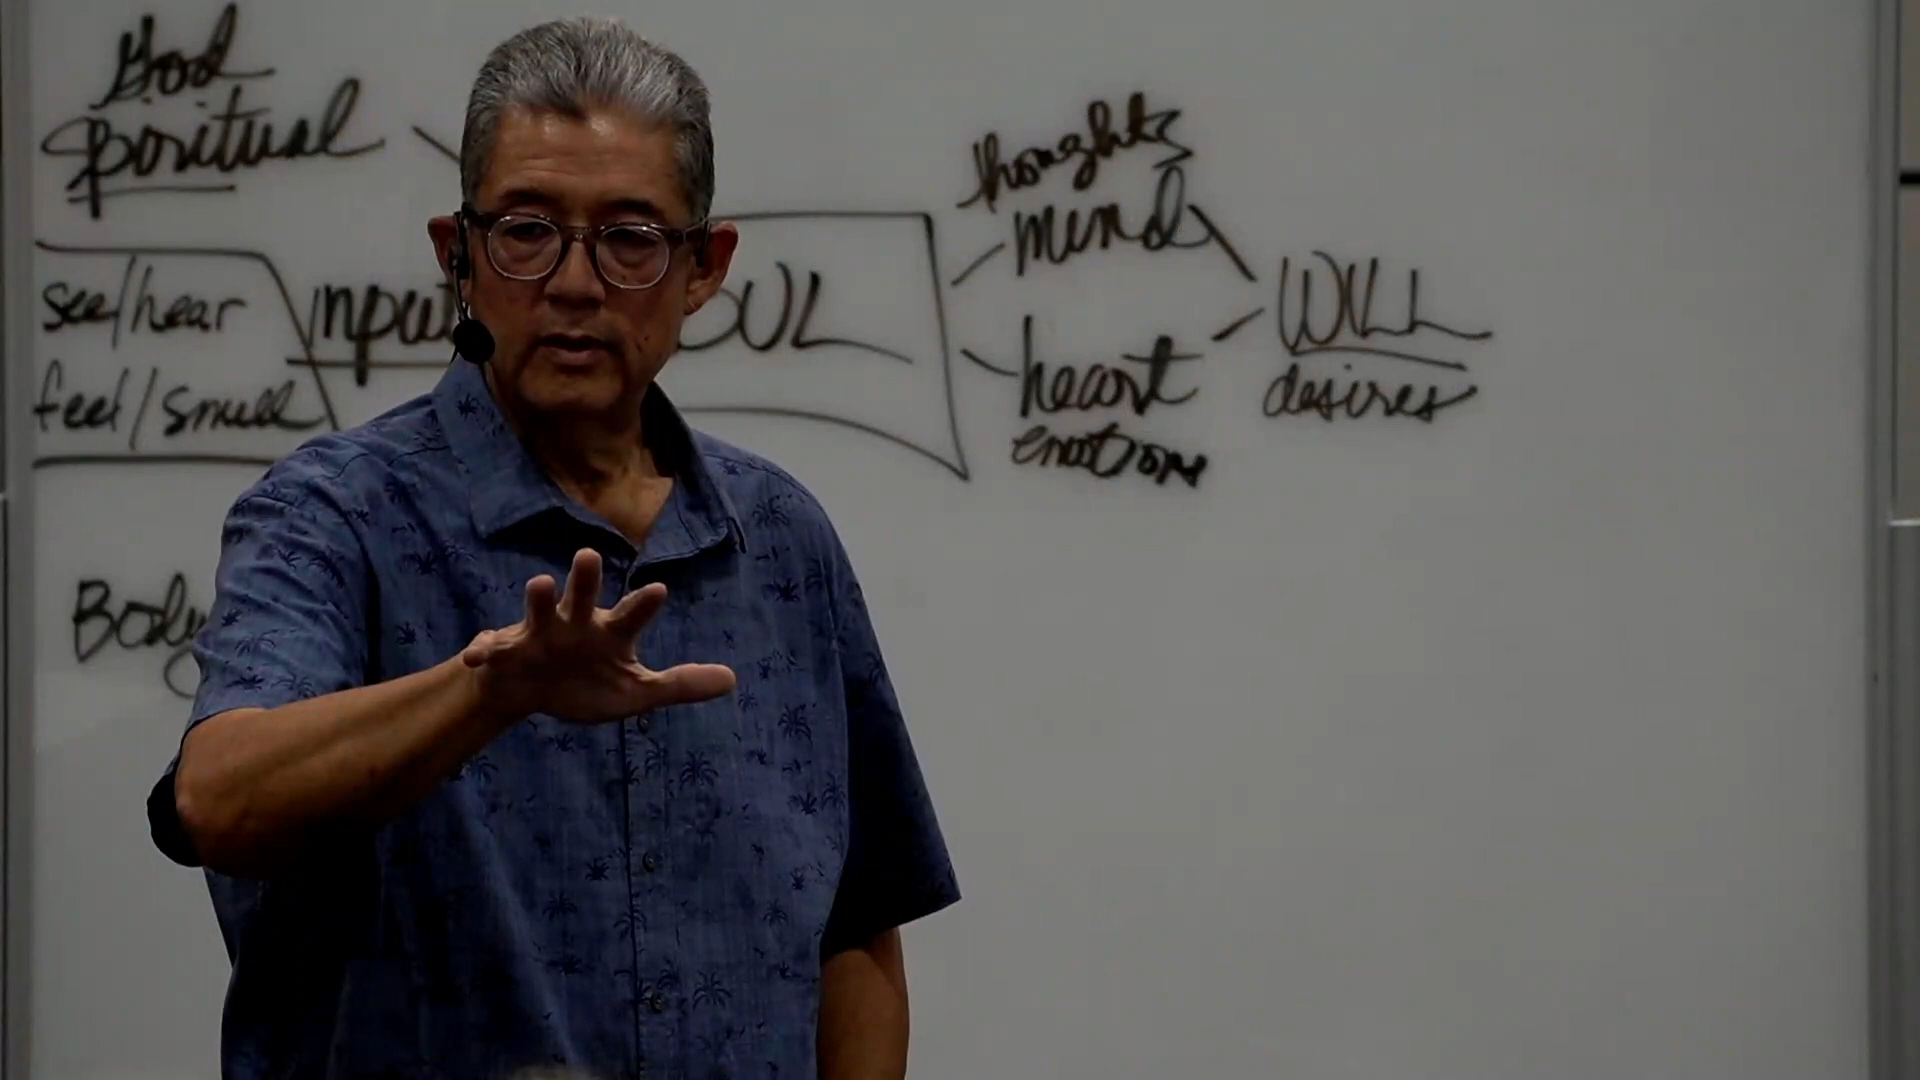 God
Spiritual
see/hear
feel/smell
input
OUL
thoughts
mind
heart
emotions
WILL
desires
Body